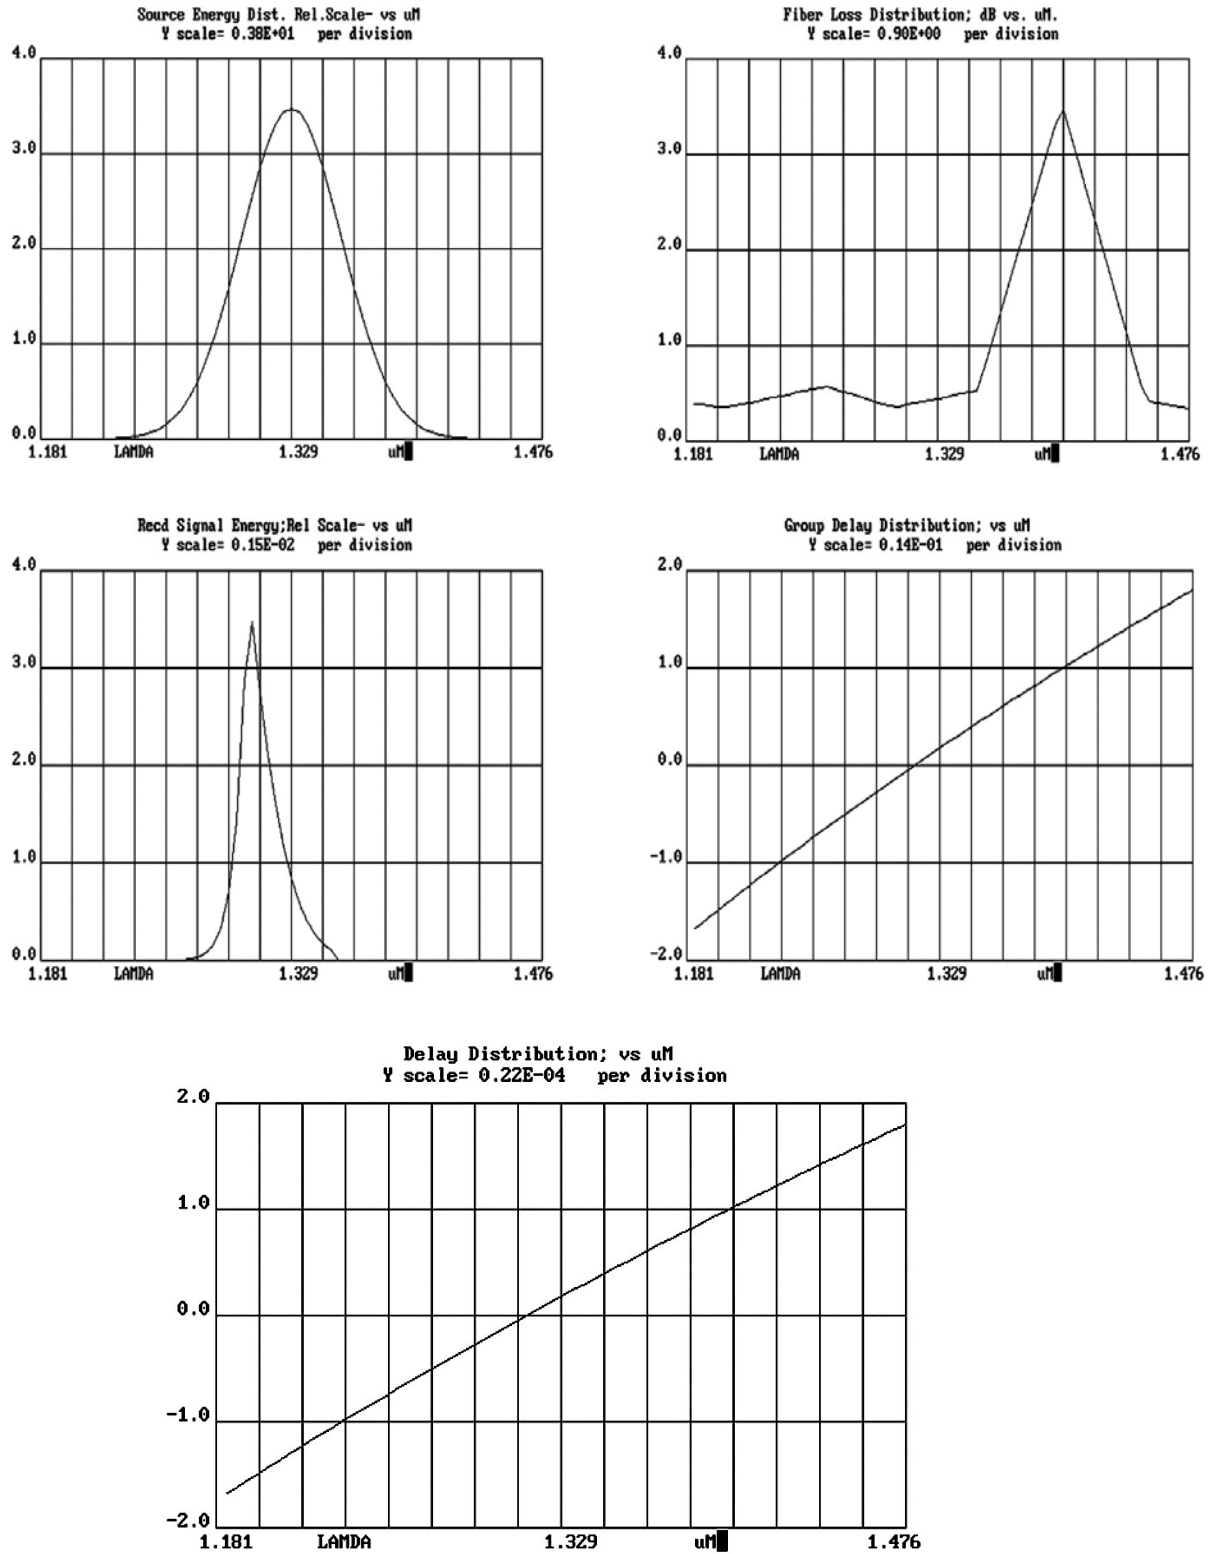 Source Energy Dist. Rel.Scale- vs uM
Y scale= 0.38E+01 per division
4.0
3.0
2.0
1.0
0.0
1.181 LAMDA 1.329 uM 1.476
Fiber Loss Distribution; dB vs. uM.
Y scale= 0.90E+00 per division
4.0
3.0
2.0
1.0
0.0
1.181 LAMDA 1.329 uM 1.476
Recd Signal Energy;Rel Scale- vs uM
Y scale= 0.15E-02 per division
4.0
3.0
2.0
1.0
0.0
1.181 LAMDA 1.329 uM 1.476
Group Delay Distribution; vs uM
Y scale= 0.14E-01 per division
2.0
1.0
0.0
-1.0
-2.0
1.181 LAMDA 1.329 uM 1.476
Delay Distribution; vs uM
Y scale= 0.22E-04 per division
2.0
1.0
0.0
-1.0
-2.0
1.181 LAMDA 1.329 uM 1.476